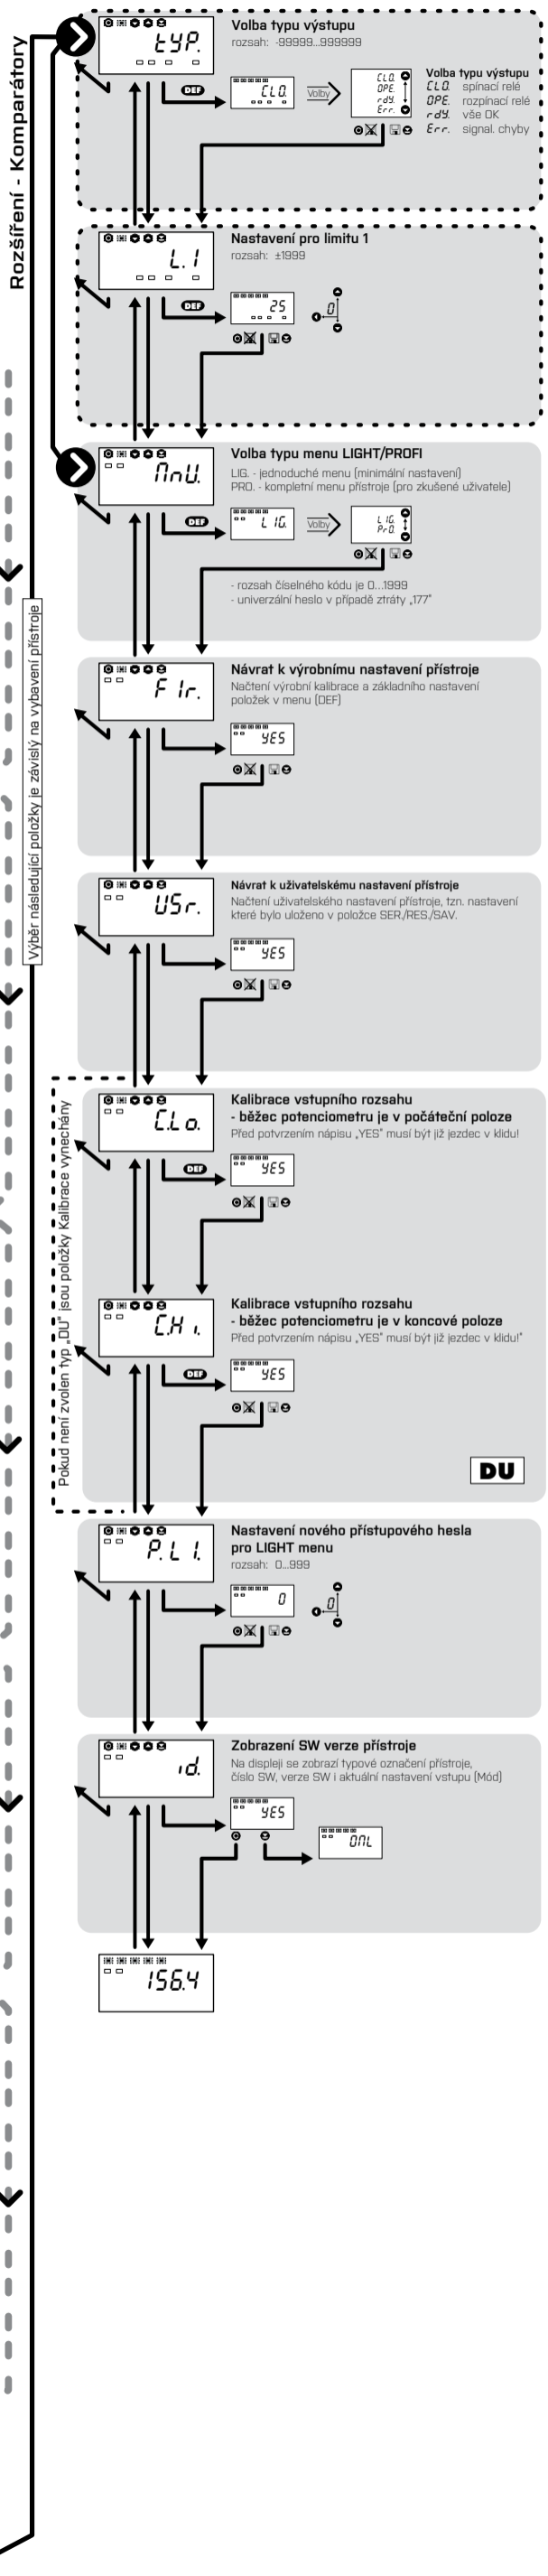 Rozšíření - Komparátory
Výběr následující položky je závislý na vybavení přístroje
tYP.
Volba typu výstupu
rozsah: -99999...999999
DEF
CLO.
Volby
CLO.
OPE.
rdY.
Err.
Volba typu výstupu
CLO. spínací relé
OPE. rozpínací relé
rdY. vše OK
Err. signal. chyby
L.1
Nastavení pro limitu 1
rozsah: ±1999
DEF
25
0
MnU.
Volba typu menu LIGHT/PROFI
LIG. - jednoduché menu (minimální nastavení)
PRO. - kompletní menu přístroje (pro zkušené uživatele)
DEF
LIG.
Volby
LIG.
PrO.
- rozsah číselného kódu je 0...1999
- univerzální heslo v případě ztráty „177“
FIr.
Návrat k výrobnímu nastavení přístroje
Načtení výrobní kalibrace a základního nastavení
položek v menu (DEF)
YES
USr.
Návrat k uživatelskému nastavení přístroje
Načtení uživatelského nastavení přístroje, tzn. nastavení
které bylo uloženo v položce SER./RES./SAV.
YES
Pokud není zvolen typ „DU“ jsou položky Kalibrace vynechány
C.Lo.
Kalibrace vstupního rozsahu
- běžec potenciometru je v počáteční poloze
Před potvrzením nápisu „YES“ musí být již jezdec v klidu!
DEF
YES
C.Hi.
Kalibrace vstupního rozsahu
- běžec potenciometru je v koncové poloze
Před potvrzením nápisu „YES“ musí být již jezdec v klidu!“
DEF
YES
DU
P.LI.
Nastavení nového přístupového hesla
pro LIGHT menu
rozsah: 0...999
0
0
id.
Zobrazení SW verze přístroje
Na displeji se zobrazí typové označení přístroje,
číslo SW, verze SW i aktuální nastavení vstupu (Mód)
YES
OML
156.4